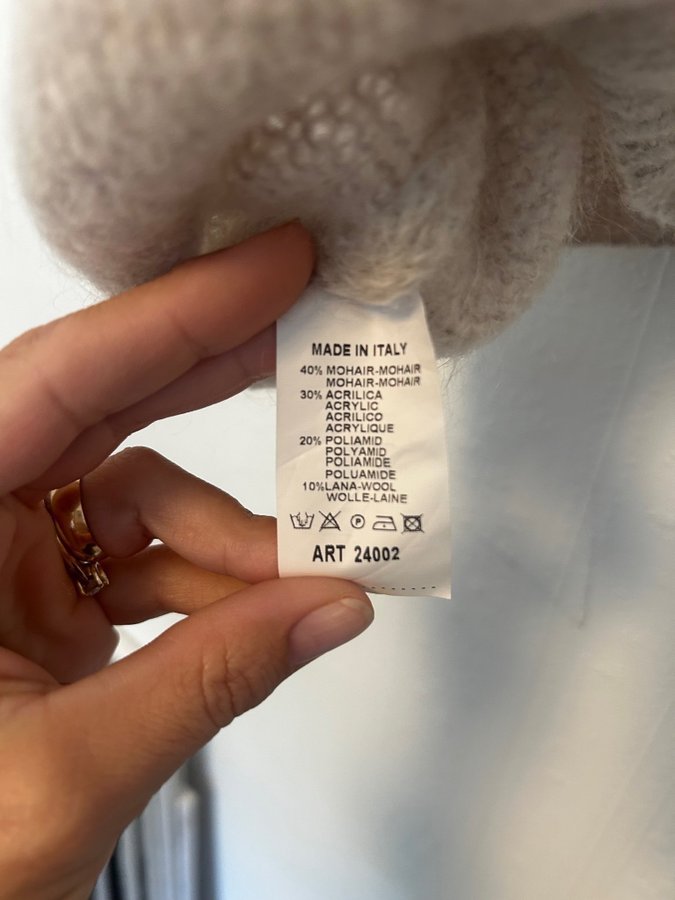 MADE IN ITALY
40% MOHAIR-MOHAIR
MOHAIR-MOHAIR
30% ACRILICA
ACRYLIC
ACRILICO
ACRYLIQUE
20% POLIAMID
POLYAMID
POLIAMIDE
POLUAMIDE
10%LANA-WOOL
WOLLE-LAINE
P
ART 24002